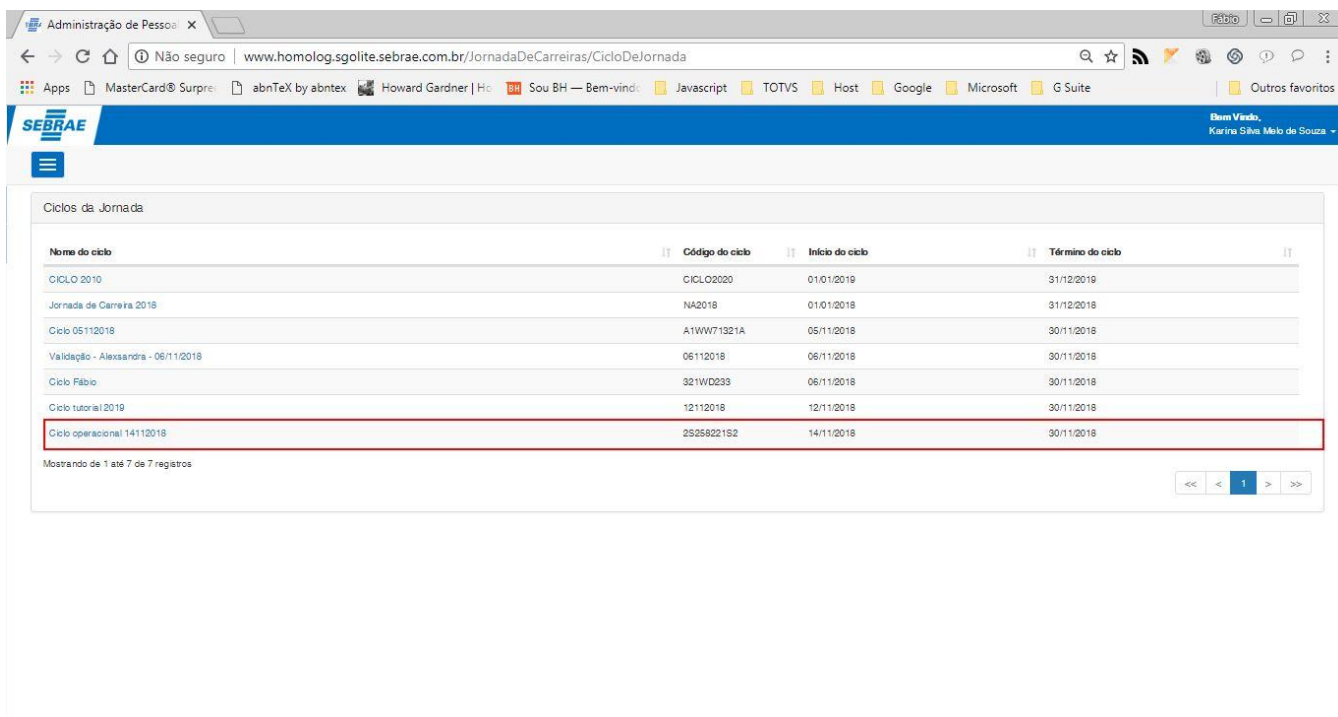 Administração de Pessoa
Fábio
Não seguro | www.homolog.sgolite.sebrae.com.br/JornadaDeCarreiras/CicloDeJornada
Apps MasterCard® Surpre abnTeX by abntex Howard Gardner | Ho BH Sou BH — Bem-vindo Javascript TOTVS Host Google Microsoft G Suite Outros favoritos
SEBRAE
Bem Vindo,
Karina Silva Melo de Souza
Ciclos da Jornada
Nome do ciclo Código do ciclo Início do ciclo Término do ciclo
CICLO 2010 CICLO2020 01/01/2019 31/12/2019
Jornada de Carreira 2018 NA2018 01/01/2018 31/12/2018
Ciclo 05112018 A1WW71321A 05/11/2018 30/11/2018
Validação - Alexsandra - 06/11/2018 06112018 06/11/2018 30/11/2018
Ciclo Fábio 321WD233 06/11/2018 30/11/2018
Ciclo tutorial 2019 12112018 12/11/2018 30/11/2018
Ciclo operacional 14112018 2S258221S2 14/11/2018 30/11/2018
Mostrando de 1 até 7 de 7 registros
<< < 1 > >>